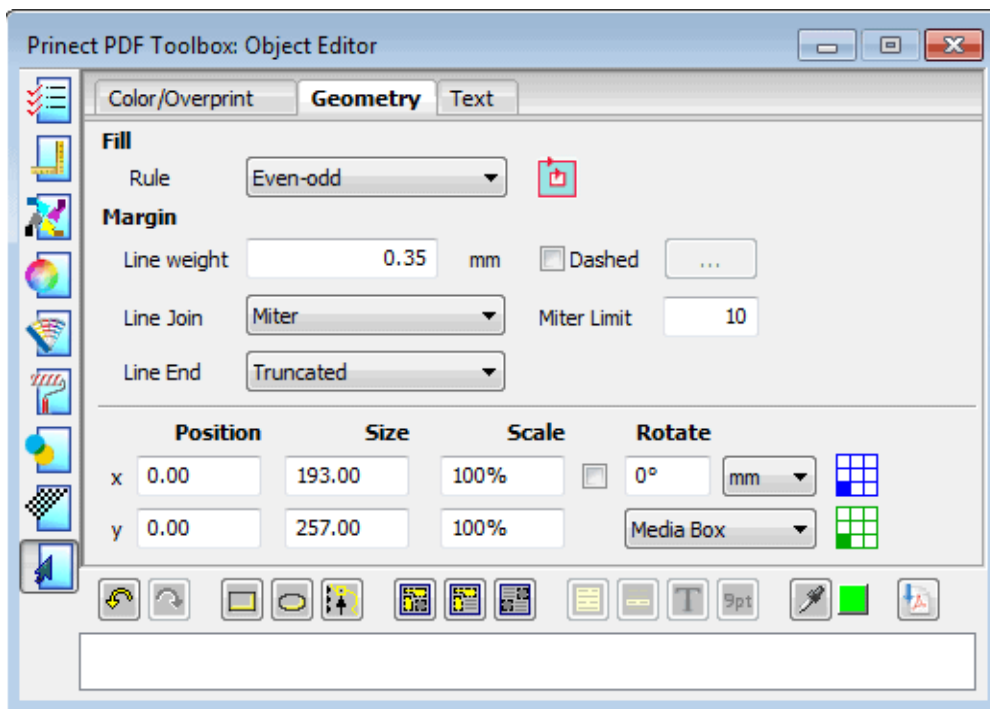 Prinect PDF Toolbox: Object Editor
Color/Overprint Geometry Text
Fill
Rule Even-odd
Margin
Line weight 0.35 mm Dashed ...
Line Join Miter Miter Limit 10
Line End Truncated
Position Size Scale Rotate
x 0.00 193.00 100% 0° mm
y 0.00 257.00 100% Media Box
T 9pt